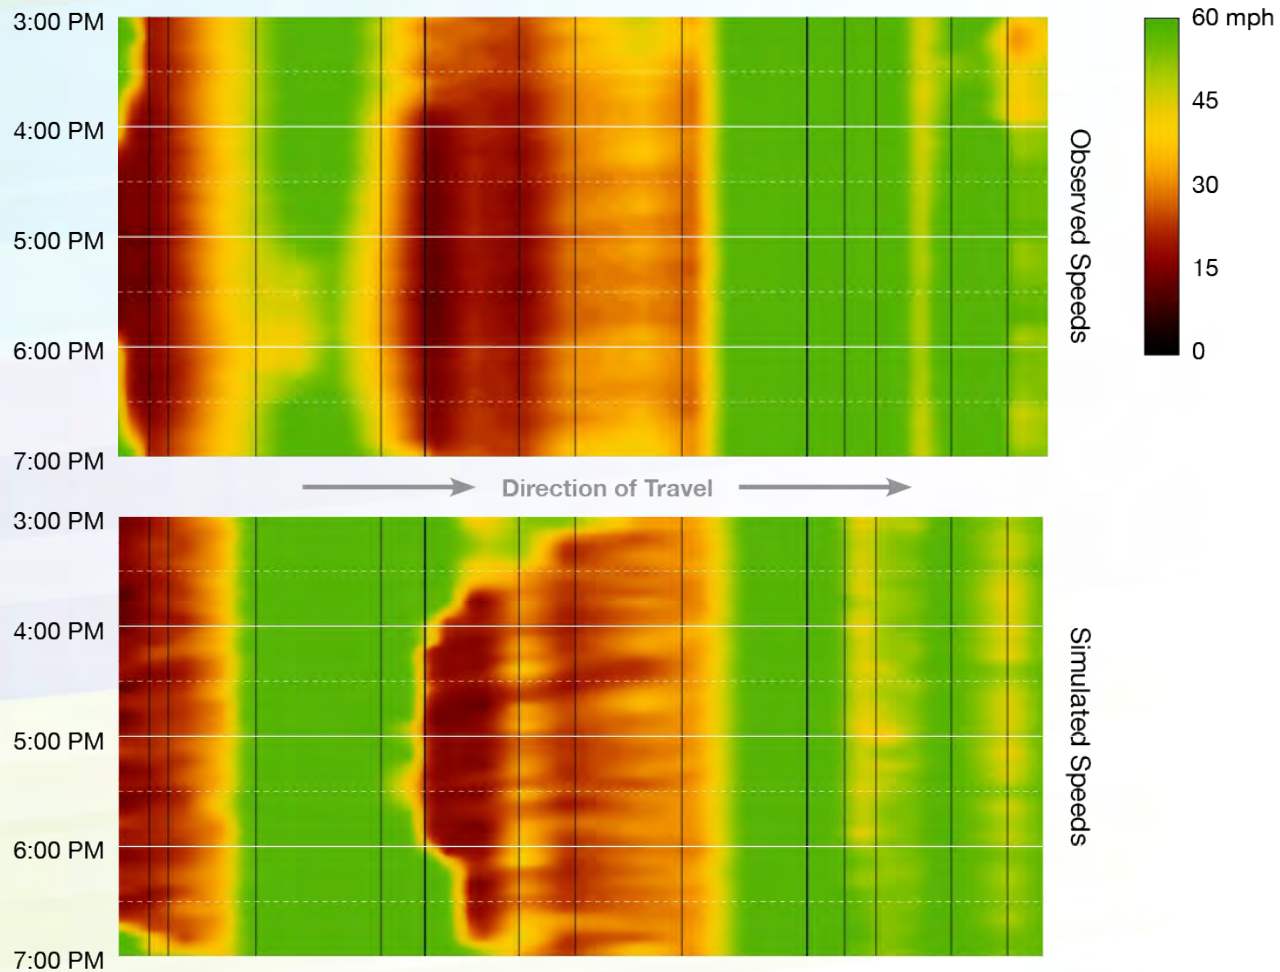 3:00 PM
4:00 PM
5:00 PM
6:00 PM
7:00 PM
Observed Speeds
60 mph
45
30
15
0
Direction of Travel
3:00 PM
4:00 PM
5:00 PM
6:00 PM
7:00 PM
Simulated Speeds